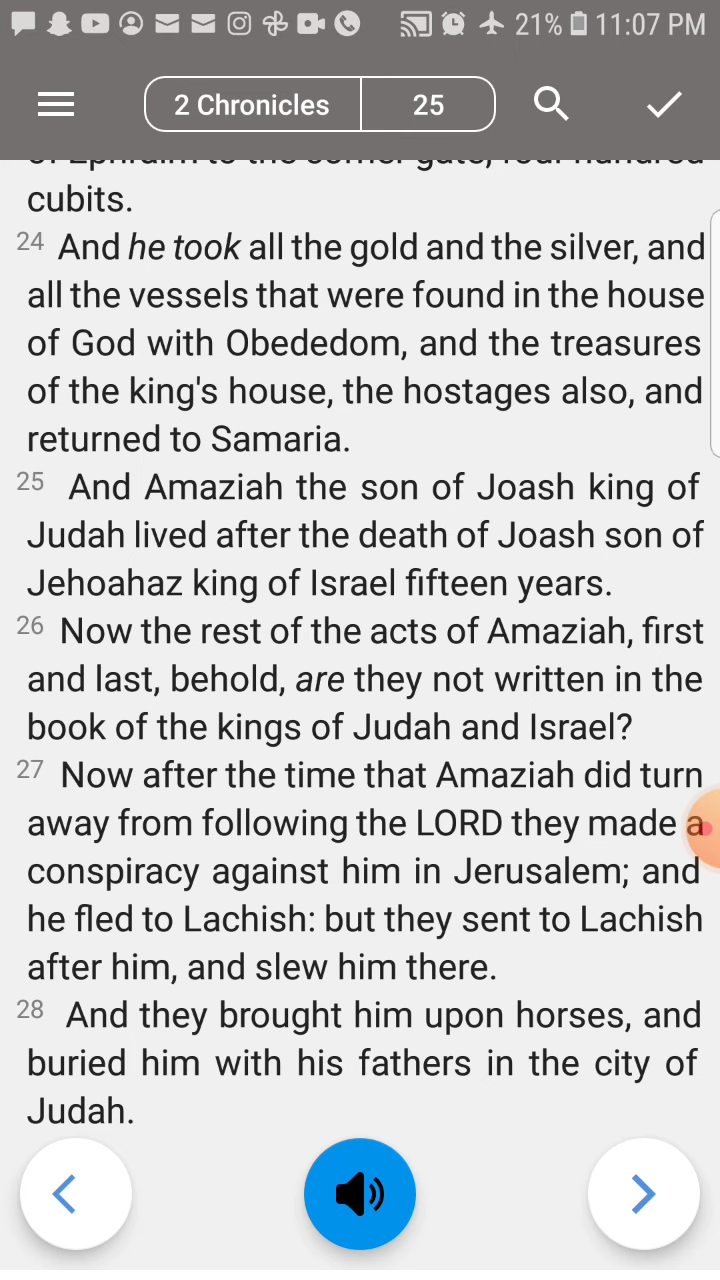 21% 11:07 PM
2 Chronicles 25
of Ephraim to the corner gate, four hundred
cubits.
24 And he took all the gold and the silver, and
all the vessels that were found in the house
of God with Obededom, and the treasures
of the king's house, the hostages also, and
returned to Samaria.
25 And Amaziah the son of Joash king of
Judah lived after the death of Joash son of
Jehoahaz king of Israel fifteen years.
26 Now the rest of the acts of Amaziah, first
and last, behold, are they not written in the
book of the kings of Judah and Israel?
27 Now after the time that Amaziah did turn
away from following the LORD they made a
conspiracy against him in Jerusalem; and
he fled to Lachish: but they sent to Lachish
after him, and slew him there.
28 And they brought him upon horses, and
buried him with his fathers in the city of
Judah.